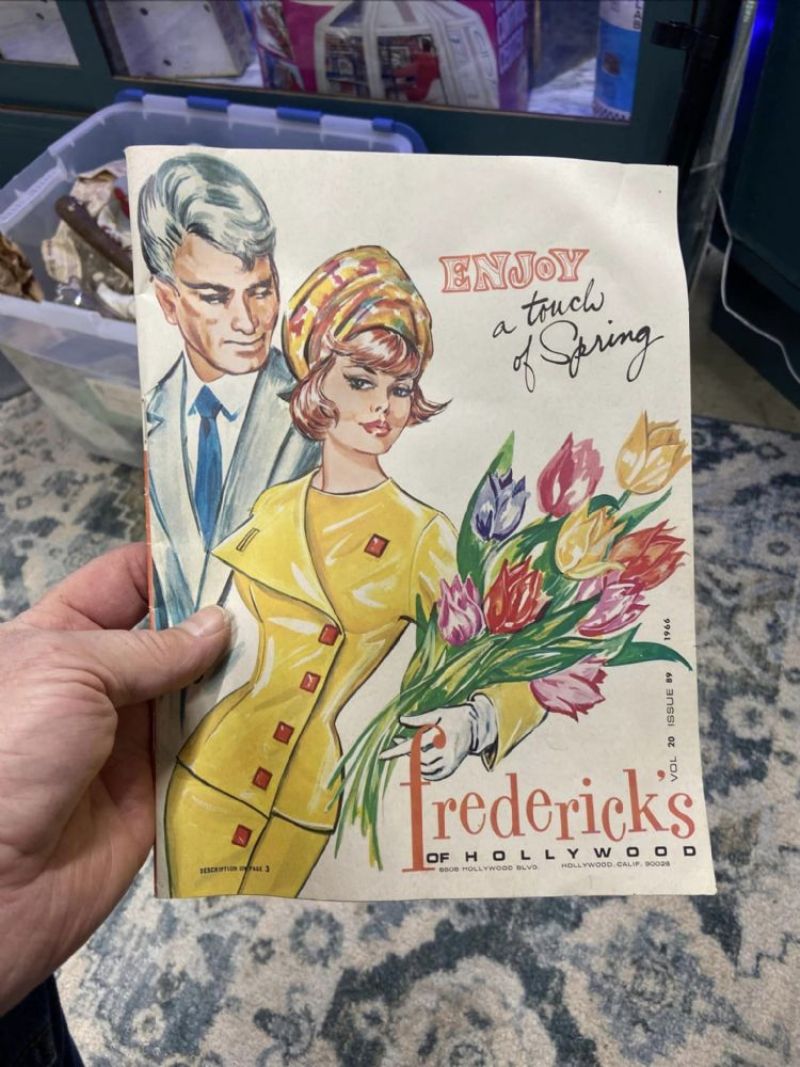 ENJOY
a touch
of Spring
VOL 20 ISSUE 89 1966
frederick's
OF HOLLYWOOD
6608 HOLLYWOOD BLVD. HOLLYWOOD, CALIF. 90028
DESCRIPTION ON PAGE 3